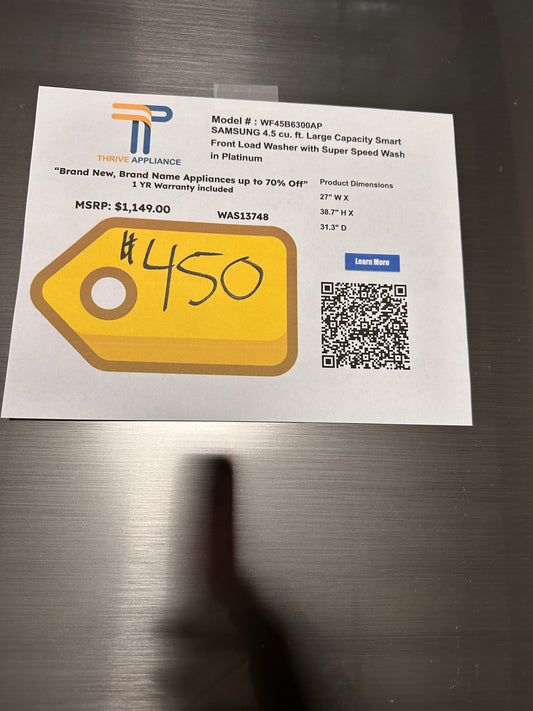 TP
THRIVE APPLIANCE
Model # : WF45B6300AP
SAMSUNG 4.5 cu. ft. Large Capacity Smart
Front Load Washer with Super Speed Wash
in Platinum
“Brand New, Brand Name Appliances up to 70% Off”
1 YR Warranty included
MSRP: $1,149.00
WAS13748
$450
Product Dimensions
27" W X
38.7" H X
31.3" D
Learn More